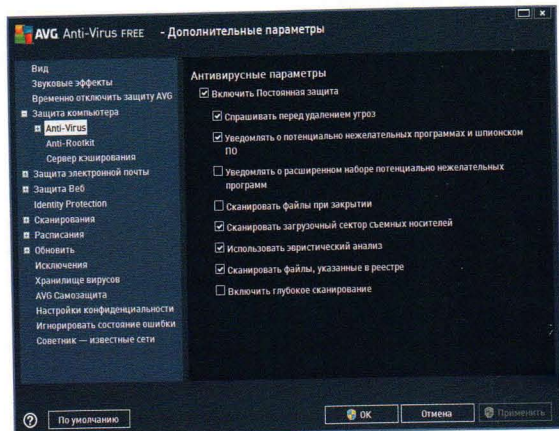 AVG Anti-Virus FREE - Дополнительные параметры
Вид
Звуковые эффекты
Временно отключить защиту AVG
Защита компьютера
Anti-Virus
Anti-Rootkit
Сервер кэширования
Защита электронной почты
Защита Веб
Identity Protection
Сканирования
Расписания
Обновить
Исключения
Хранилище вирусов
AVG Самозащита
Настройки конфиденциальности
Игнорировать состояние ошибки
Советник — известные сети
Антивирусные параметры
Включить Постоянная защита
Спрашивать перед удалением угроз
Уведомлять о потенциально нежелательных программах и шпионском
ПО
Уведомлять о расширенном наборе потенциально нежелательных
программ
Сканировать файлы при закрытии
Сканировать загрузочный сектор съемных носителей
Использовать эвристический анализ
Сканировать файлы, указанные в реестре
Включить глубокое сканирование
По умолчанию
ОК
Отмена
Применить